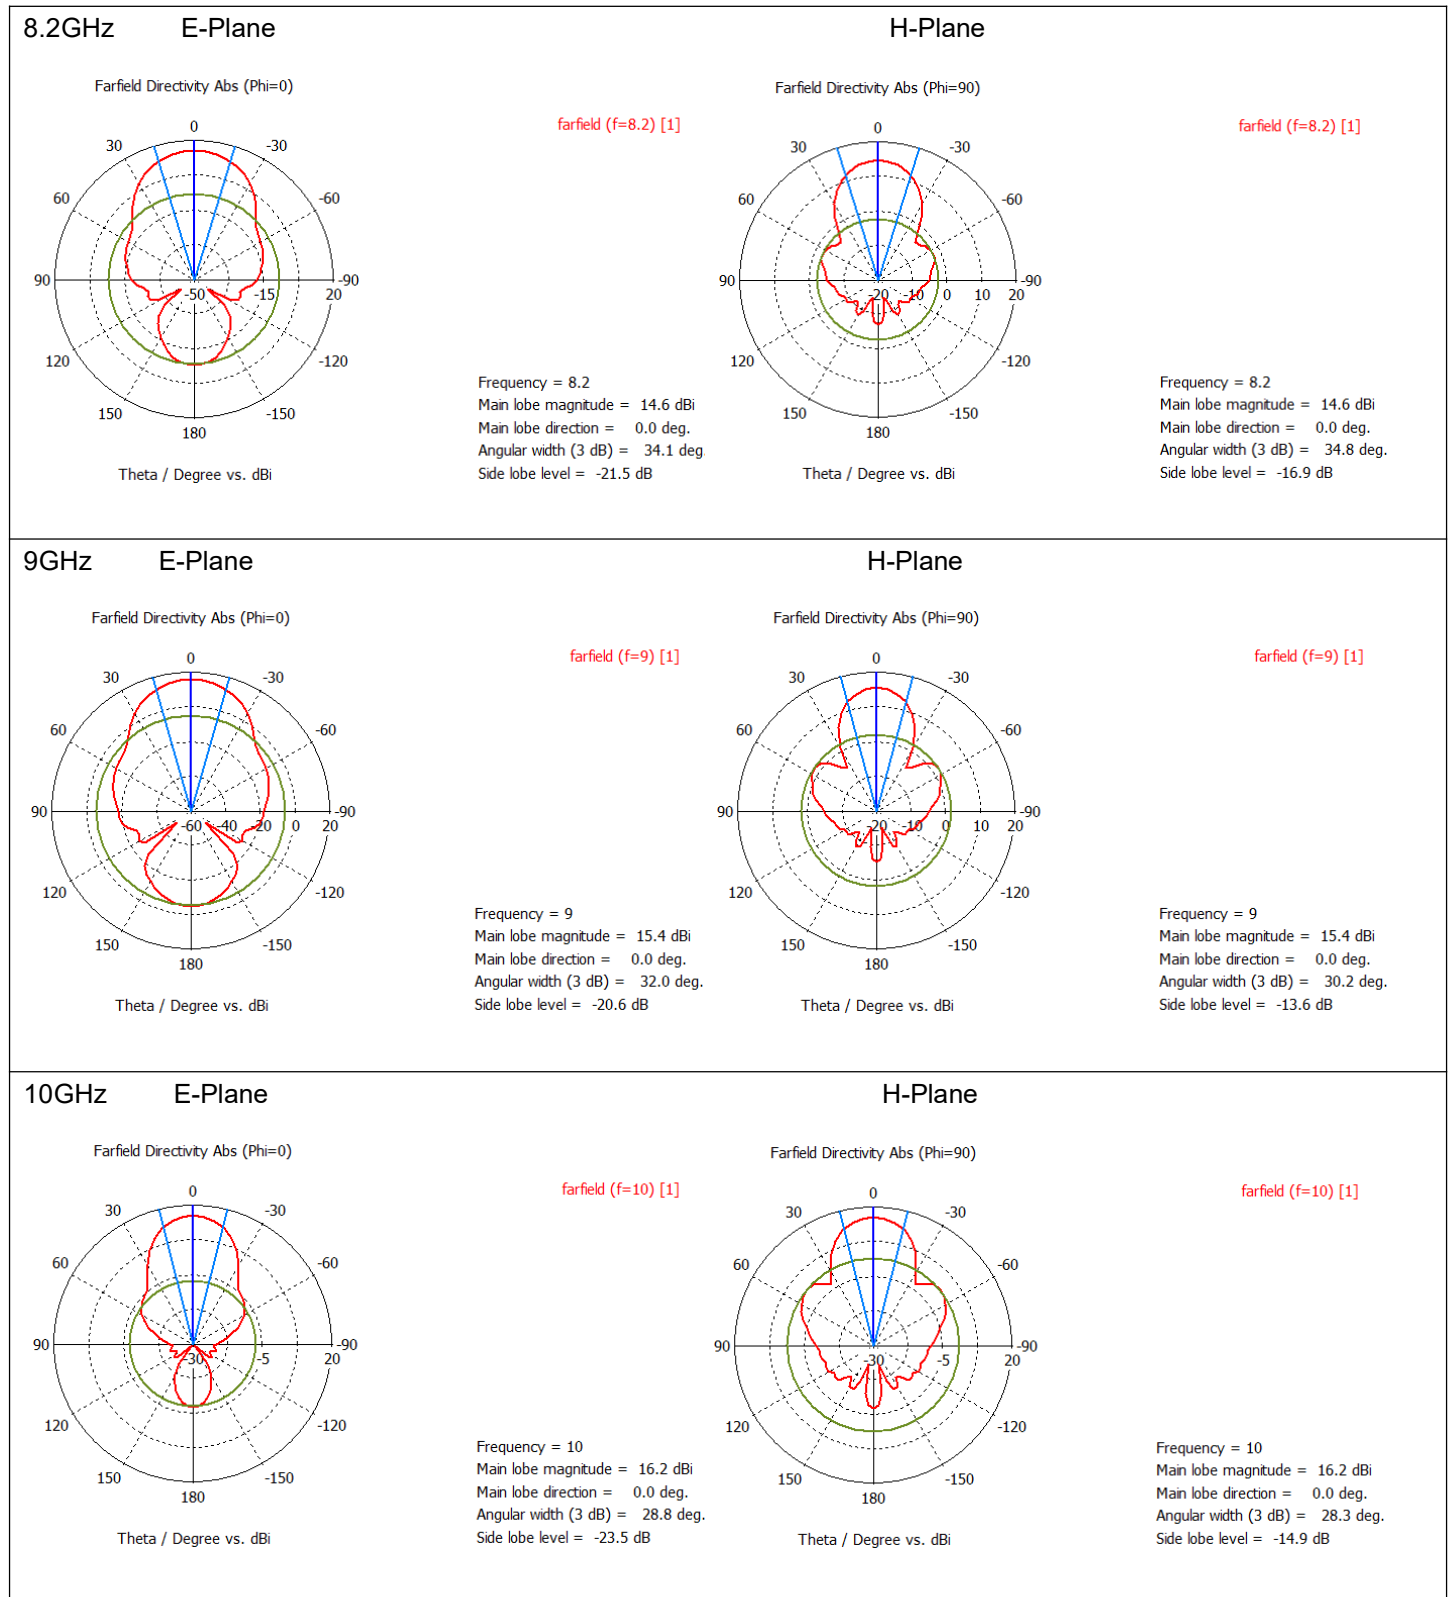 8.2GHz E-Plane H-Plane
Farfield Directivity Abs (Phi=0)
farfield (f=8.2) [1]
0
30 -30
60 -60
90 -50 -15 20 -90
120 -120
150 -150
180
Theta / Degree vs. dBi
Frequency = 8.2
Main lobe magnitude = 14.6 dBi
Main lobe direction = 0.0 deg.
Angular width (3 dB) = 34.1 deg.
Side lobe level = -21.5 dB
Farfield Directivity Abs (Phi=90)
farfield (f=8.2) [1]
0
30 -30
60 -60
90 -20 -10 0 10 20 -90
120 -120
150 -150
180
Theta / Degree vs. dBi
Frequency = 8.2
Main lobe magnitude = 14.6 dBi
Main lobe direction = 0.0 deg.
Angular width (3 dB) = 34.8 deg.
Side lobe level = -16.9 dB
9GHz E-Plane H-Plane
Farfield Directivity Abs (Phi=0)
farfield (f=9) [1]
0
30 -30
60 -60
90 -60 -40 -20 0 20 -90
120 -120
150 -150
180
Theta / Degree vs. dBi
Frequency = 9
Main lobe magnitude = 15.4 dBi
Main lobe direction = 0.0 deg.
Angular width (3 dB) = 32.0 deg.
Side lobe level = -20.6 dB
Farfield Directivity Abs (Phi=90)
farfield (f=9) [1]
0
30 -30
60 -60
90 -20 -10 0 10 20 -90
120 -120
150 -150
180
Theta / Degree vs. dBi
Frequency = 9
Main lobe magnitude = 15.4 dBi
Main lobe direction = 0.0 deg.
Angular width (3 dB) = 30.2 deg.
Side lobe level = -13.6 dB
10GHz E-Plane H-Plane
Farfield Directivity Abs (Phi=0)
farfield (f=10) [1]
0
30 -30
60 -60
90 -30 -5 20 -90
120 -120
150 -150
180
Theta / Degree vs. dBi
Frequency = 10
Main lobe magnitude = 16.2 dBi
Main lobe direction = 0.0 deg.
Angular width (3 dB) = 28.8 deg.
Side lobe level = -23.5 dB
Farfield Directivity Abs (Phi=90)
farfield (f=10) [1]
0
30 -30
60 -60
90 -30 -5 20 -90
120 -120
150 -150
180
Theta / Degree vs. dBi
Frequency = 10
Main lobe magnitude = 16.2 dBi
Main lobe direction = 0.0 deg.
Angular width (3 dB) = 28.3 deg.
Side lobe level = -14.9 dB